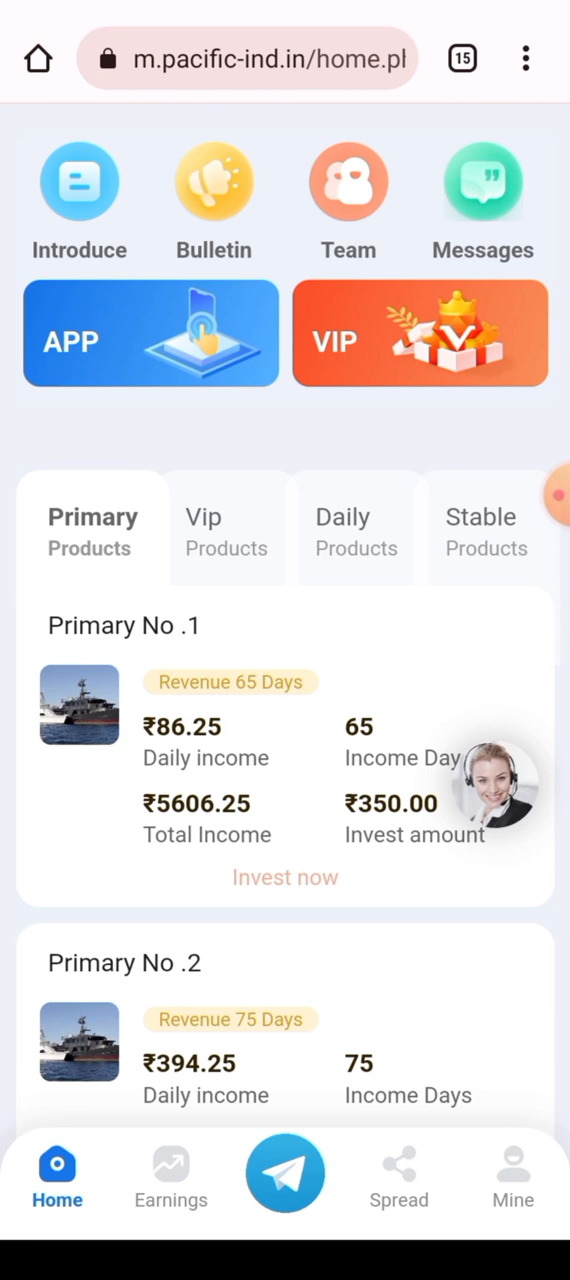 m.pacific-ind.in/home.ph
15
Introduce
Bulletin
Team
Messages
APP
VIP
Primary
Products
Vip
Products
Daily
Products
Stable
Products
Primary No .1
Revenue 65 Days
₹86.25
65
Daily income
Income Day
₹5606.25
₹350.00
Total Income
Invest amount
Invest now
Primary No .2
Revenue 75 Days
₹394.25
75
Daily income
Income Days
Home
Earnings
Spread
Mine